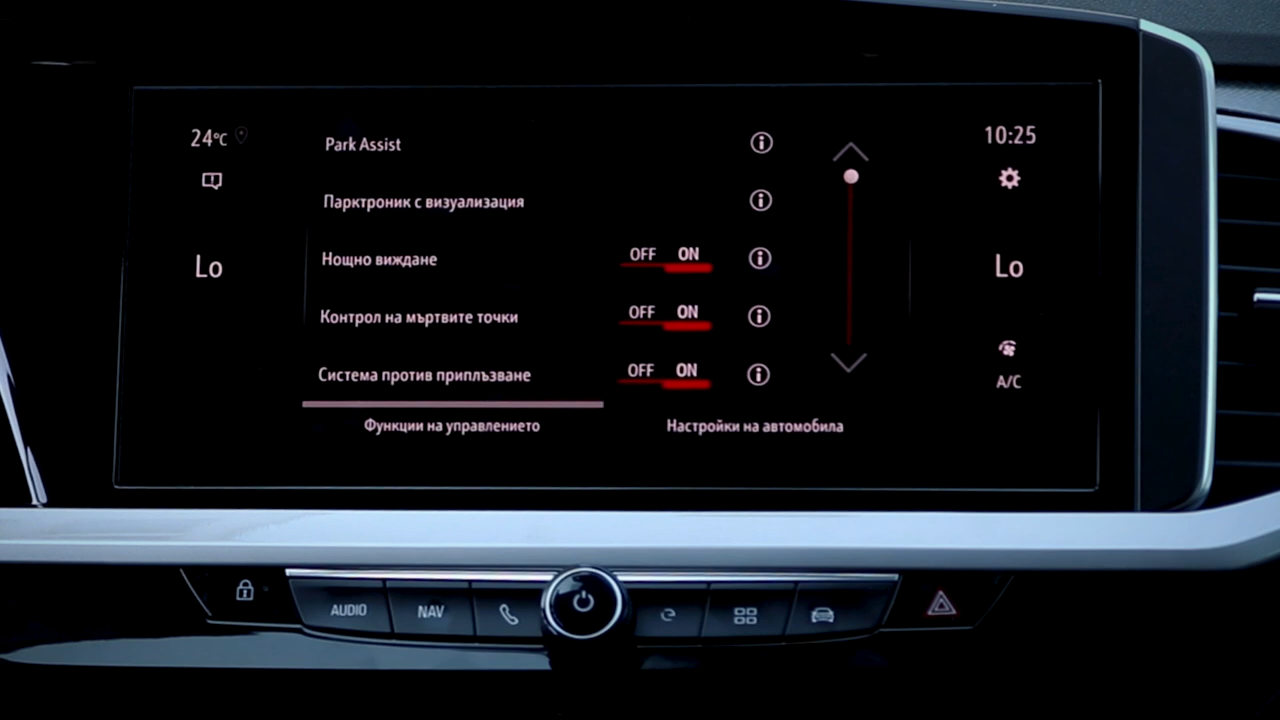 24°C
10:25
Park Assist
Парктроник с визуализация
Нощно виждане OFF ON
Lo
Lo
Контрол на мъртвите точки OFF ON
Система против приплъзване OFF ON
A/C
Функции на управлението
Настройки на автомобила
AUDIO
NAV